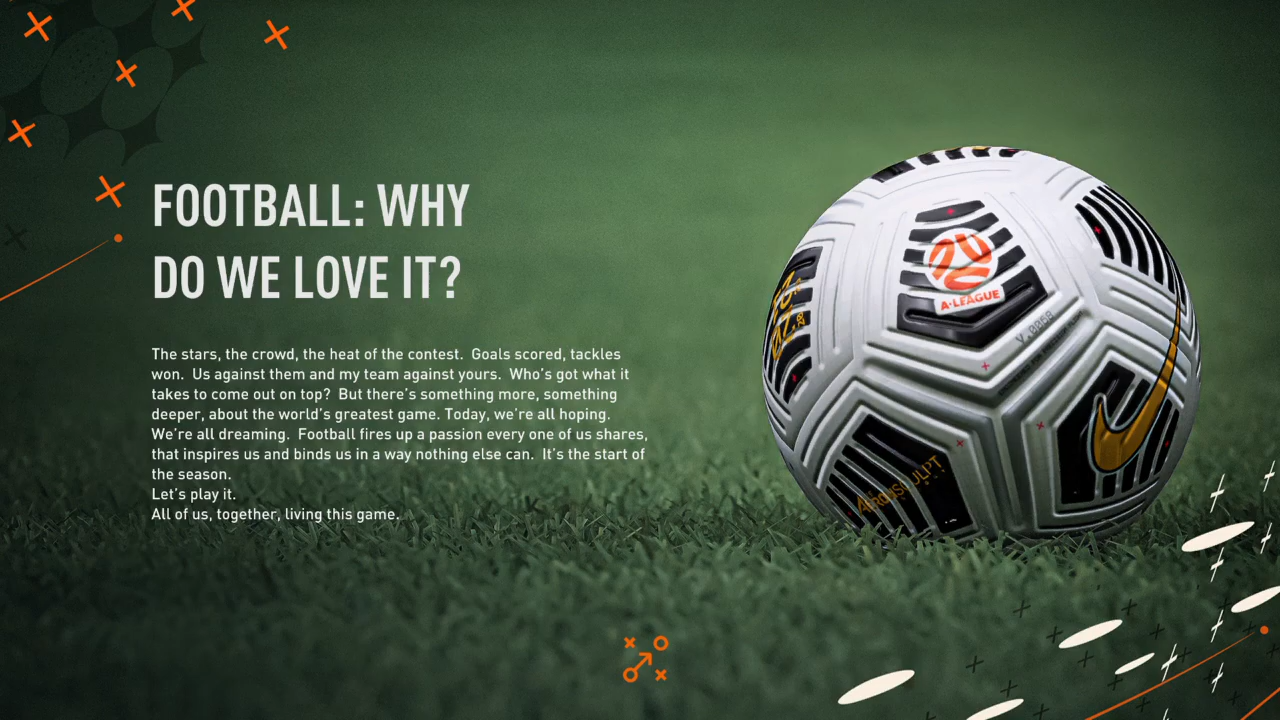 FOOTBALL: WHY
DO WE LOVE IT?
The stars, the crowd, the heat of the contest.  Goals scored, tackles
won.  Us against them and my team against yours.  Who's got what it
takes to come out on top?  But there's something more, something
deeper, about the world's greatest game. Today, we're all hoping.
We're all dreaming.  Football fires up a passion every one of us shares,
that inspires us and binds us in a way nothing else can.  It's the start of
the season.
Let's play it.
All of us, together, living this game.
A-LEAGUE
AEROWSCULPT